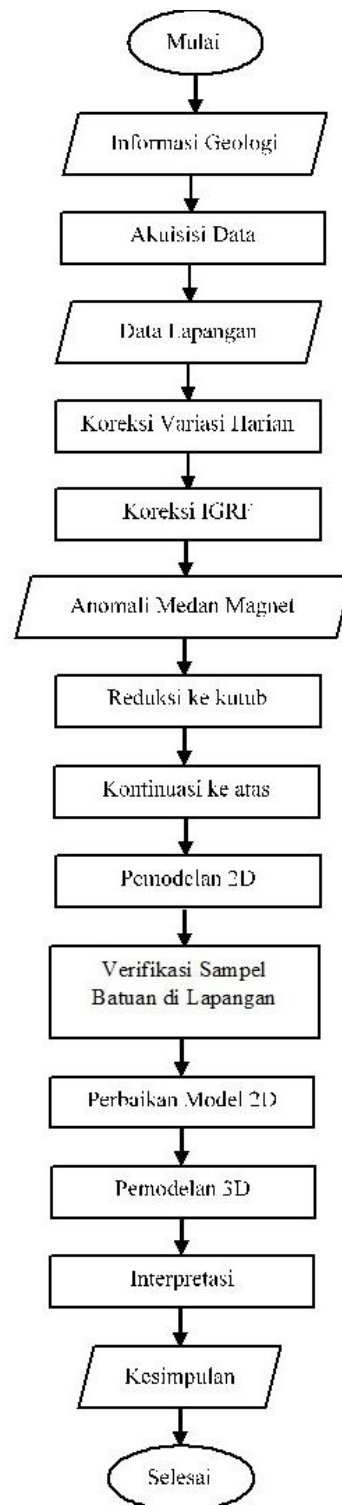 Mulai
Informasi Geologi
Akuisisi Data
Data Lapangan
Koreksi Variasi Harian
Koreksi IGRF
Anomali Medan Magnet
Reduksi ke kutub
Kontinuasi ke atas
Pemodelan 2D
Verifikasi Sampel
Batuan di Lapangan
Perbaikan Model 2D
Pemodelan 3D
Interpretasi
Kesimpulan
Selesai